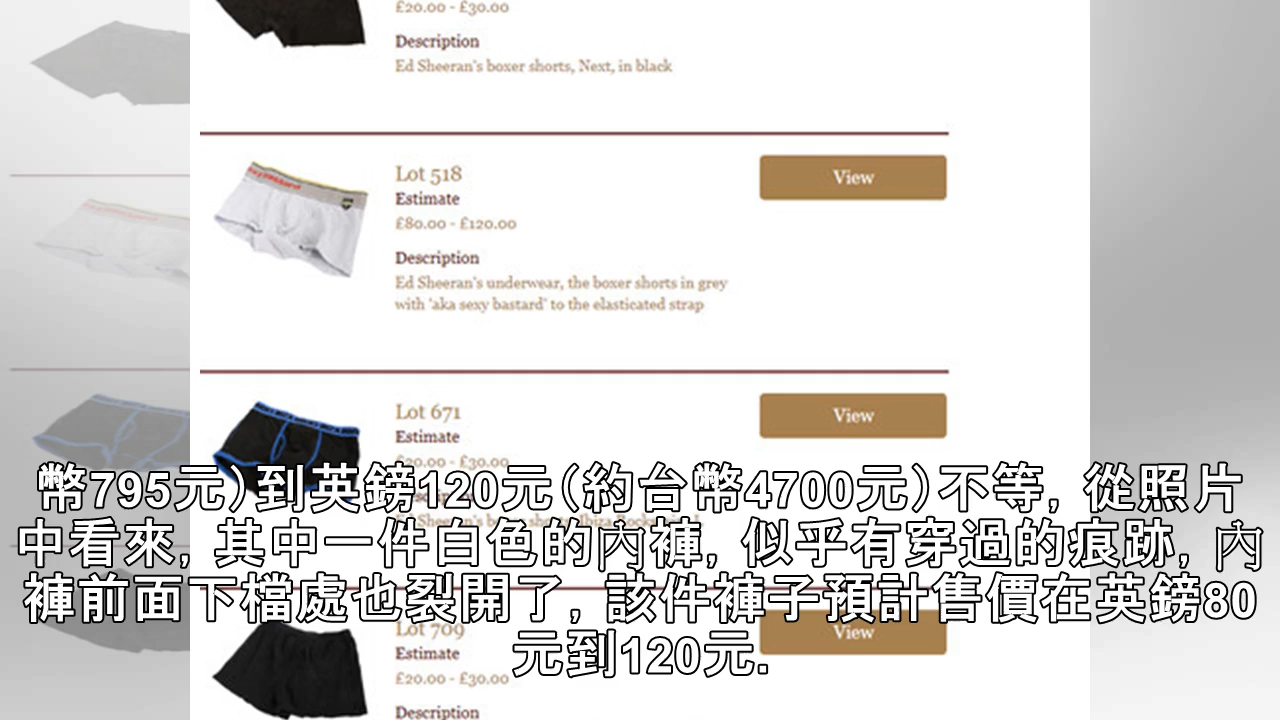 £20.00 - £30.00
Description
Ed Sheeran's boxer shorts, Next, in black
Lot 518
View
Estimate
£80.00 - £120.00
Description
Ed Sheeran's underwear, the boxer shorts in grey
with 'aka sexy bastard' to the elasticated strap
Lot 671
View
Estimate
£20.00 - £30.00
幣795元)到英鎊120元(約台幣4700元)不等, 從照片
中看來, 其中一件白色的內褲, 似乎有穿過的痕跡, 內
褲前面下檔處也裂開了, 該件褲子預計售價在英鎊80
元到120元.
Lot 709
View
Estimate
£20.00 - £30.00
Description